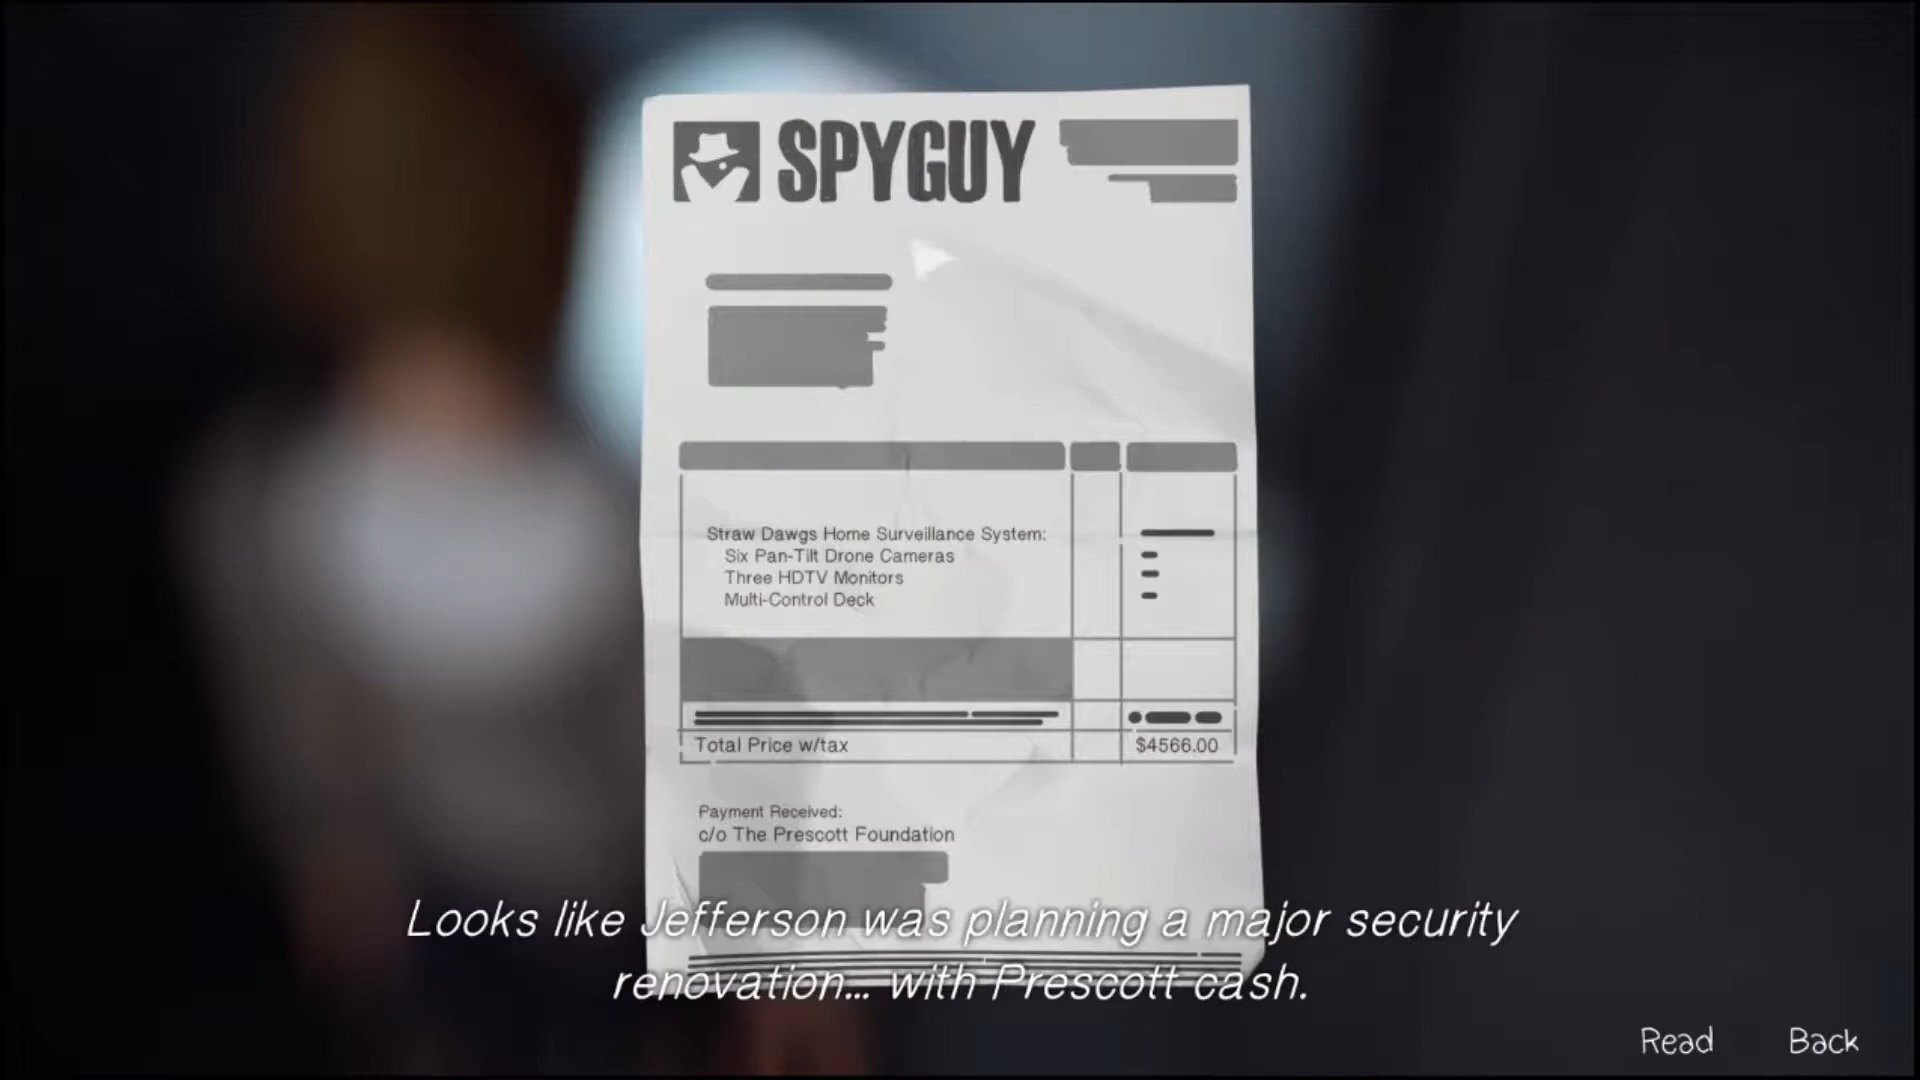 SPYGUY
Straw Dawgs Home Surveillance System:
Six Pan-Tilt Drone Cameras
Three HDTV Monitors
Multi-Control Deck
Total Price w/tax $4566.00
Payment Received:
c/o The Prescott Foundation
Looks like Jefferson was planning a major security
renovation... with Prescott cash.
Read Back